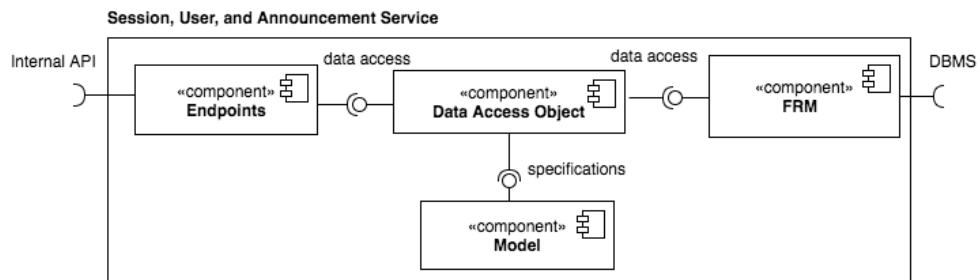 Session, User, and Announcement Service
Internal API
data access
data access
DBMS
«component»
Endpoints
«component»
Data Access Object
«component»
FRM
specifications
«component»
Model